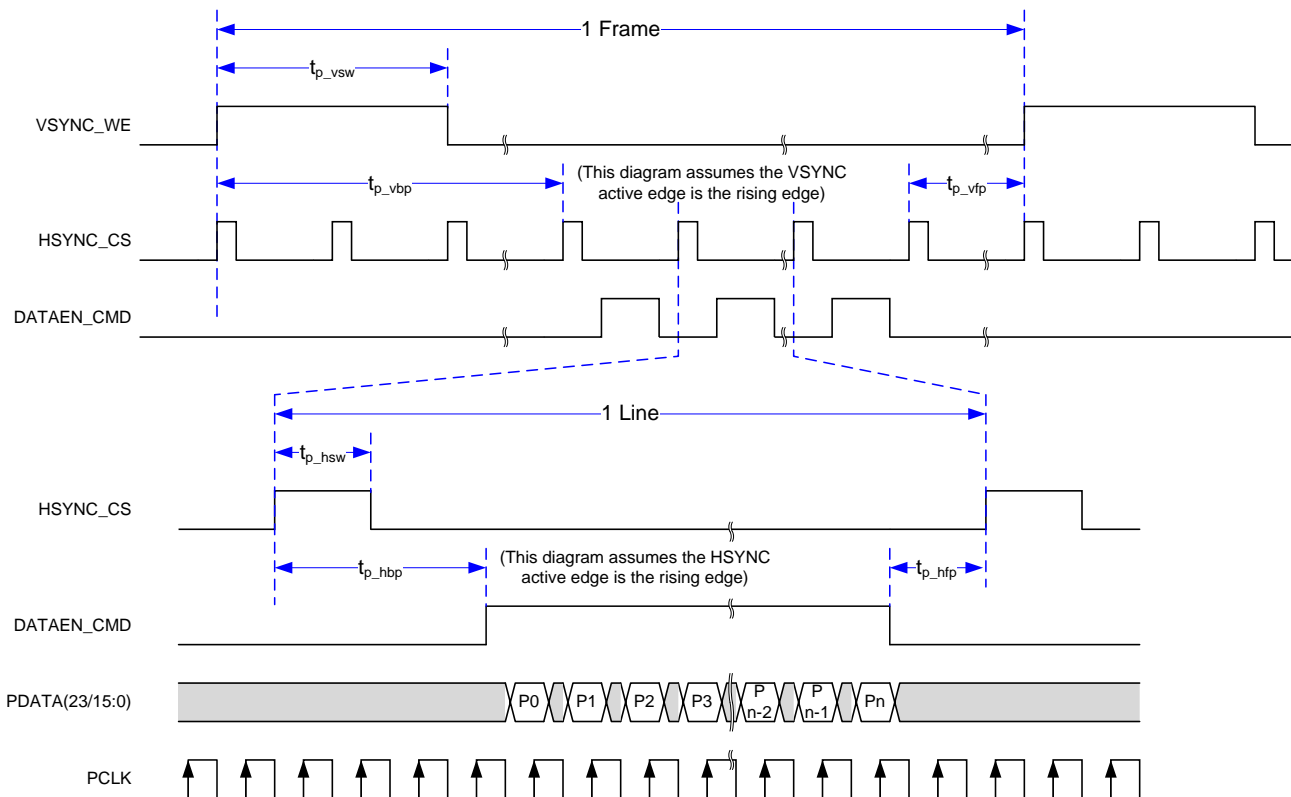 1 Frame
tp_vsw
VSYNC_WE
(This diagram assumes the VSYNC
active edge is the rising edge)
tp_vbp
tp_vfp
HSYNC_CS
DATAEN_CMD
1 Line
tp_hsw
HSYNC_CS
(This diagram assumes the HSYNC
active edge is the rising edge)
tp_hbp
tp_hfp
DATAEN_CMD
PDATA(23/15:0)
P0
P1
P2
P3
P
n-2
P
n-1
Pn
PCLK